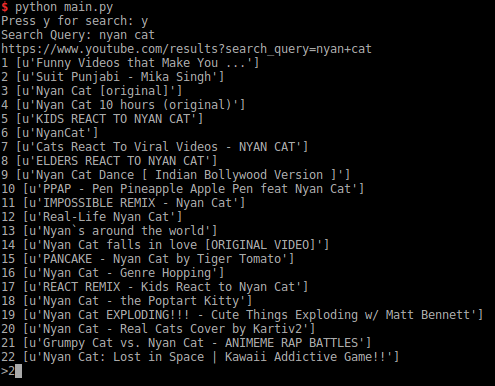 $ python main.py
Press y for search: y
Search Query: nyan cat
https://www.youtube.com/results?search_query=nyan+cat
1 [u'Funny Videos that Make You ...']
2 [u'Suit Punjabi - Mika Singh']
3 [u'Nyan Cat [original]']
4 [u'Nyan Cat 10 hours (original)']
5 [u'KIDS REACT TO NYAN CAT']
6 [u'NyanCat']
7 [u'Cats React To Viral Videos - NYAN CAT']
8 [u'ELDERS REACT TO NYAN CAT']
9 [u'Nyan Cat Dance [ Indian Bollywood Version ]']
10 [u'PPAP - Pen Pineapple Apple Pen feat Nyan Cat']
11 [u'IMPOSSIBLE REMIX - Nyan Cat']
12 [u'Real-Life Nyan Cat']
13 [u'Nyan`s around the world']
14 [u'Nyan Cat falls in love [ORIGINAL VIDEO]']
15 [u'PANCAKE - Nyan Cat by Tiger Tomato']
16 [u'Nyan Cat - Genre Hopping']
17 [u'REACT REMIX - Kids React to Nyan Cat']
18 [u'Nyan Cat - the Poptart Kitty']
19 [u'Nyan Cat EXPLODING!!! - Cute Things Exploding w/ Matt Bennett']
20 [u'Nyan Cat - Real Cats Cover by Kartiv2']
21 [u'Grumpy Cat vs. Nyan Cat - ANIMEME RAP BATTLES']
22 [u'Nyan Cat: Lost in Space | Kawaii Addictive Game!!']
>2